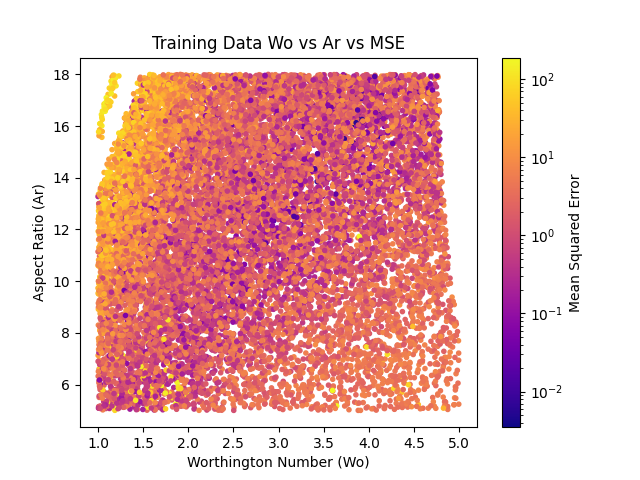 Training Data Wo vs Ar vs MSE
Aspect Ratio (Ar)
18
16
14
12
10
8
6
1.0 1.5 2.0 2.5 3.0 3.5 4.0 4.5 5.0
Worthington Number (Wo)
10²
10¹
10⁰
10⁻¹
10⁻²
Mean Squared Error